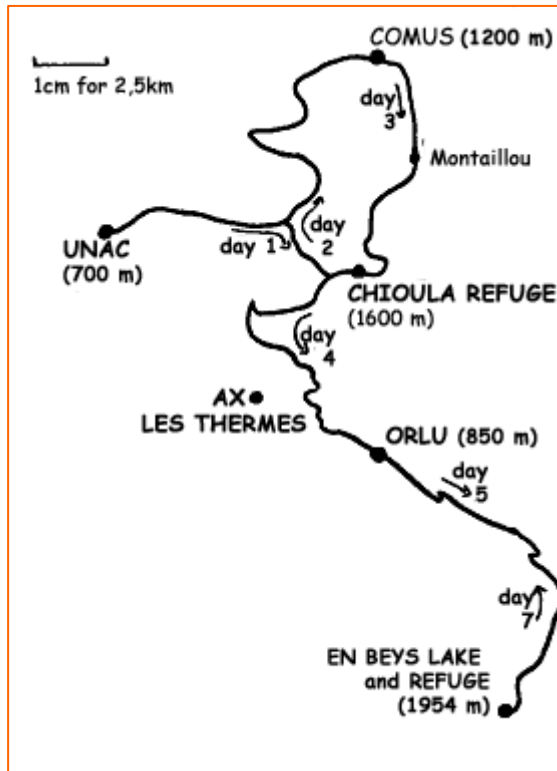 COMUS (1200 m)
1cm for 2,5km
day
3
Montaillou
UNAC
(700 m)
day 1
day
2
CHIOULA REFUGE
(1600 m)
day
4
AX
LES THERMES
ORLU (850 m)
day
5
day
7
EN BEYS LAKE
and REFUGE
(1954 m)